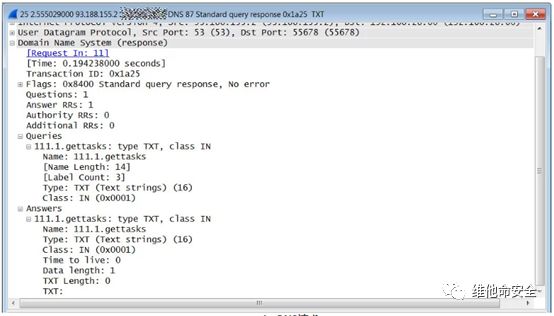 25 2.555029000 93.188.155.2 DNS 87 Standard query response 0x1a25 TXT
User Datagram Protocol, Src Port: 53 (53), Dst Port: 55678 (55678)
Domain Name System (response)
[Request In: 11]
[Time: 0.194238000 seconds]
Transaction ID: 0x1a25
Flags: 0x8400 Standard query response, No error
Questions: 1
Answer RRs: 1
Authority RRs: 0
Additional RRs: 0
Queries
111.1.gettasks: type TXT, class IN
Name: 111.1.gettasks
[Name Length: 14]
[Label Count: 3]
Type: TXT (Text strings) (16)
Class: IN (0x0001)
Answers
111.1.gettasks: type TXT, class IN
Name: 111.1.gettasks
Type: TXT (Text strings) (16)
Class: IN (0x0001)
Time to live: 0
Data length: 1
TXT Length: 0
TXT:
维他命安全